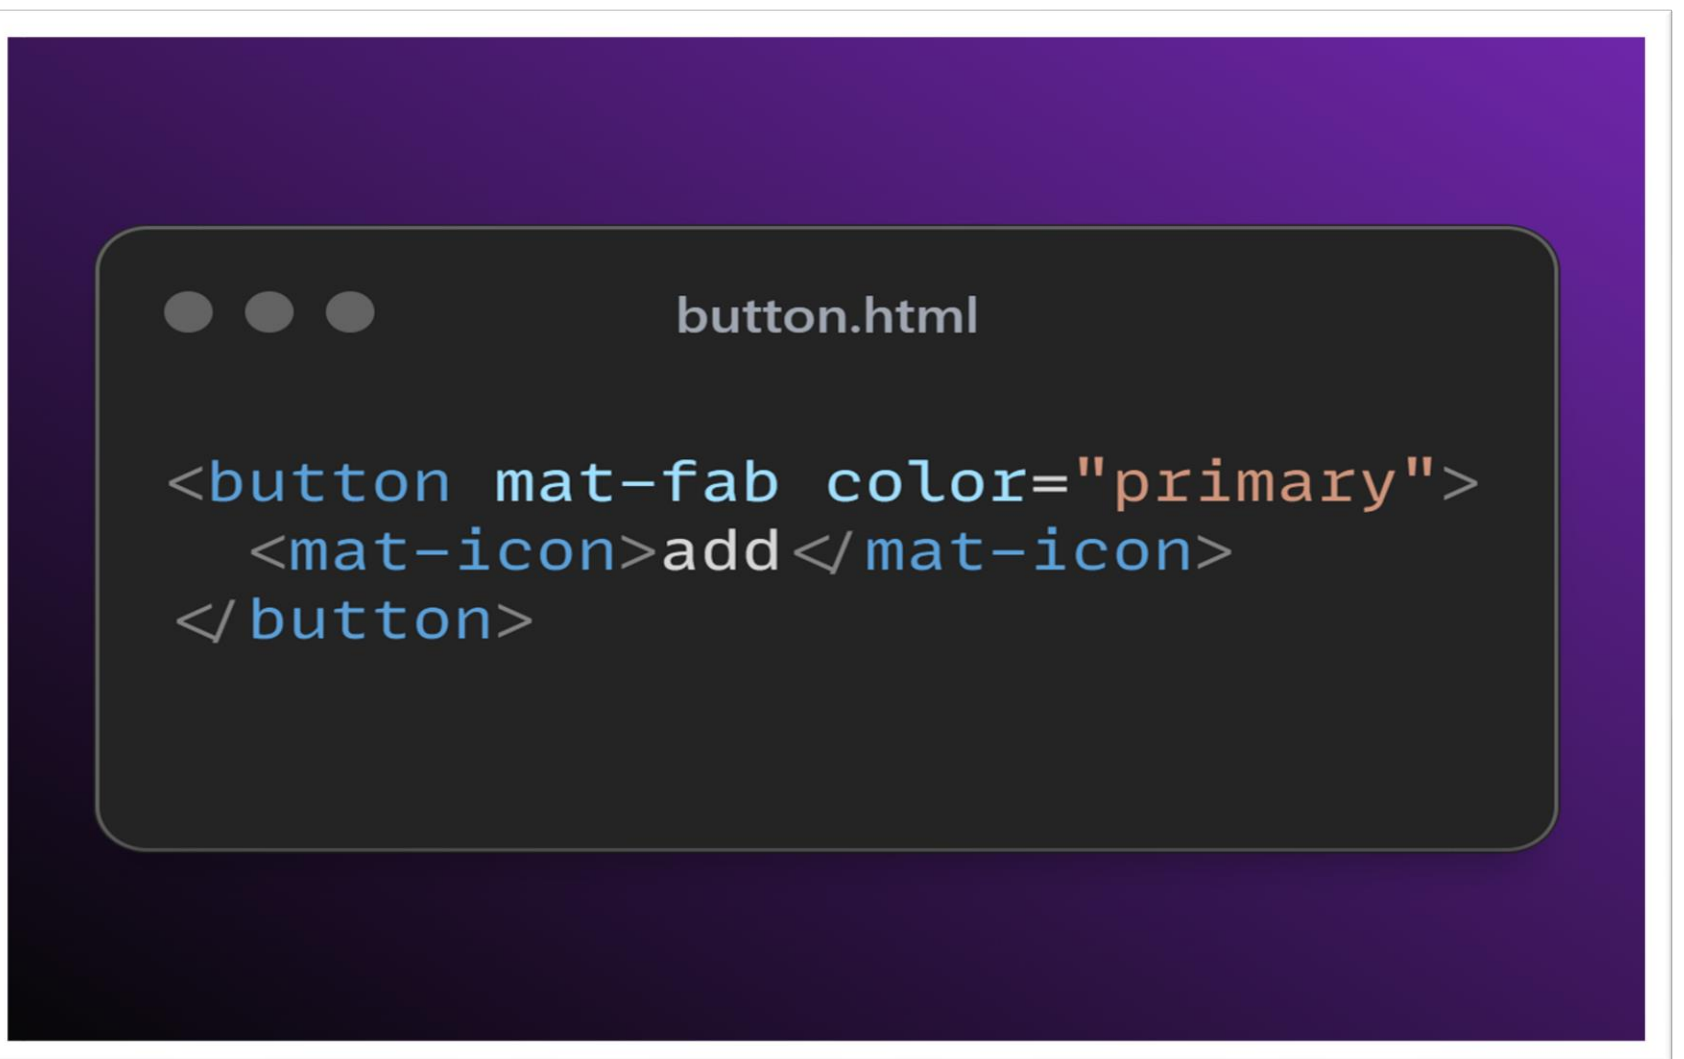 button.html
<button mat-fab color="primary">
  <mat-icon>add</mat-icon>
</button>